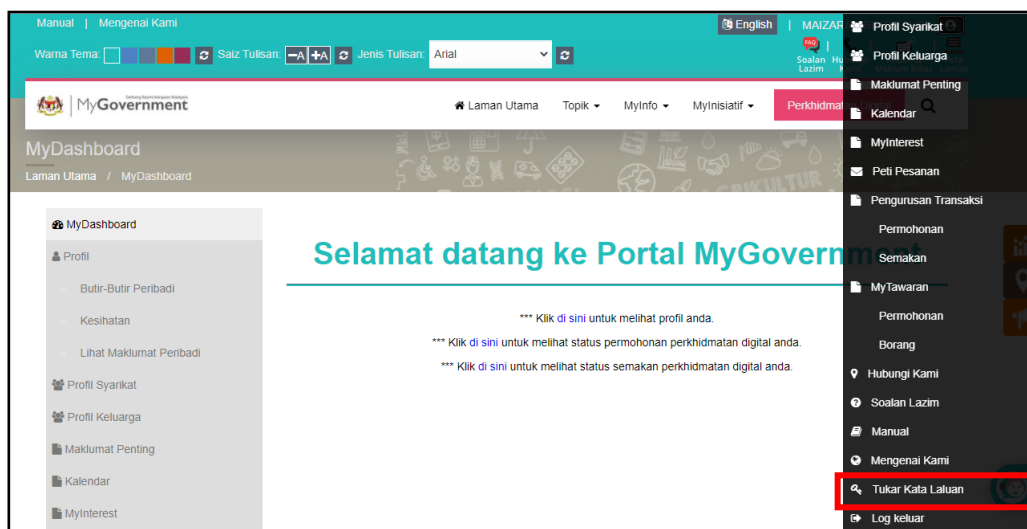 Manual | Mengenai Kami
English | MAIZAR
Warna Tema: Saiz Tulisan: -A +A Jenis Tulisan: Arial
FAQ
Soalan Hu
Lazim K
MyGovernment
Laman Utama Topik MyInfo MyInisiatif Perkhidmatan Digital
MyDashboard
Laman Utama / MyDashboard
MyDashboard
Profil
Butir-Butir Peribadi
Kesihatan
Lihat Maklumat Peribadi
Profil Syarikat
Profil Keluarga
Maklumat Penting
Kalendar
MyInterest
Selamat datang ke Portal MyGovernment
*** Klik di sini untuk melihat profil anda.
*** Klik di sini untuk melihat status permohonan perkhidmatan digital anda.
*** Klik di sini untuk melihat status semakan perkhidmatan digital anda.
Profil Syarikat
Profil Keluarga
Maklumat Penting
Kalendar
MyInterest
Peti Pesanan
Pengurusan Transaksi
Permohonan
Semakan
MyTawaran
Permohonan
Borang
Hubungi Kami
Soalan Lazim
Manual
Mengenai Kami
Tukar Kata Laluan
Log keluar